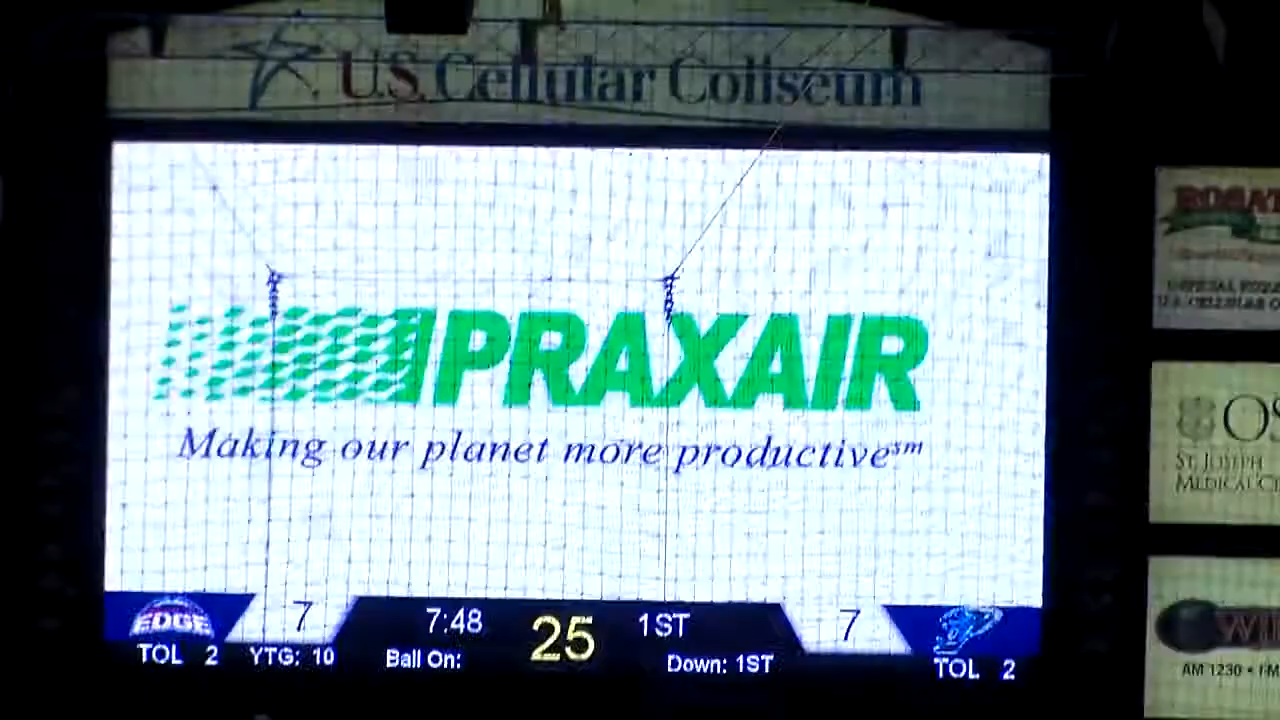 U.S. Cellular Coliseum
PRAXAIR
Making our planet more productive℠
EDGE
7
7:48
25
1ST
7
TOL 2
YTG: 10
Ball On:
Down: 1ST
TOL 2
ST. JOSEPH
AM 1230